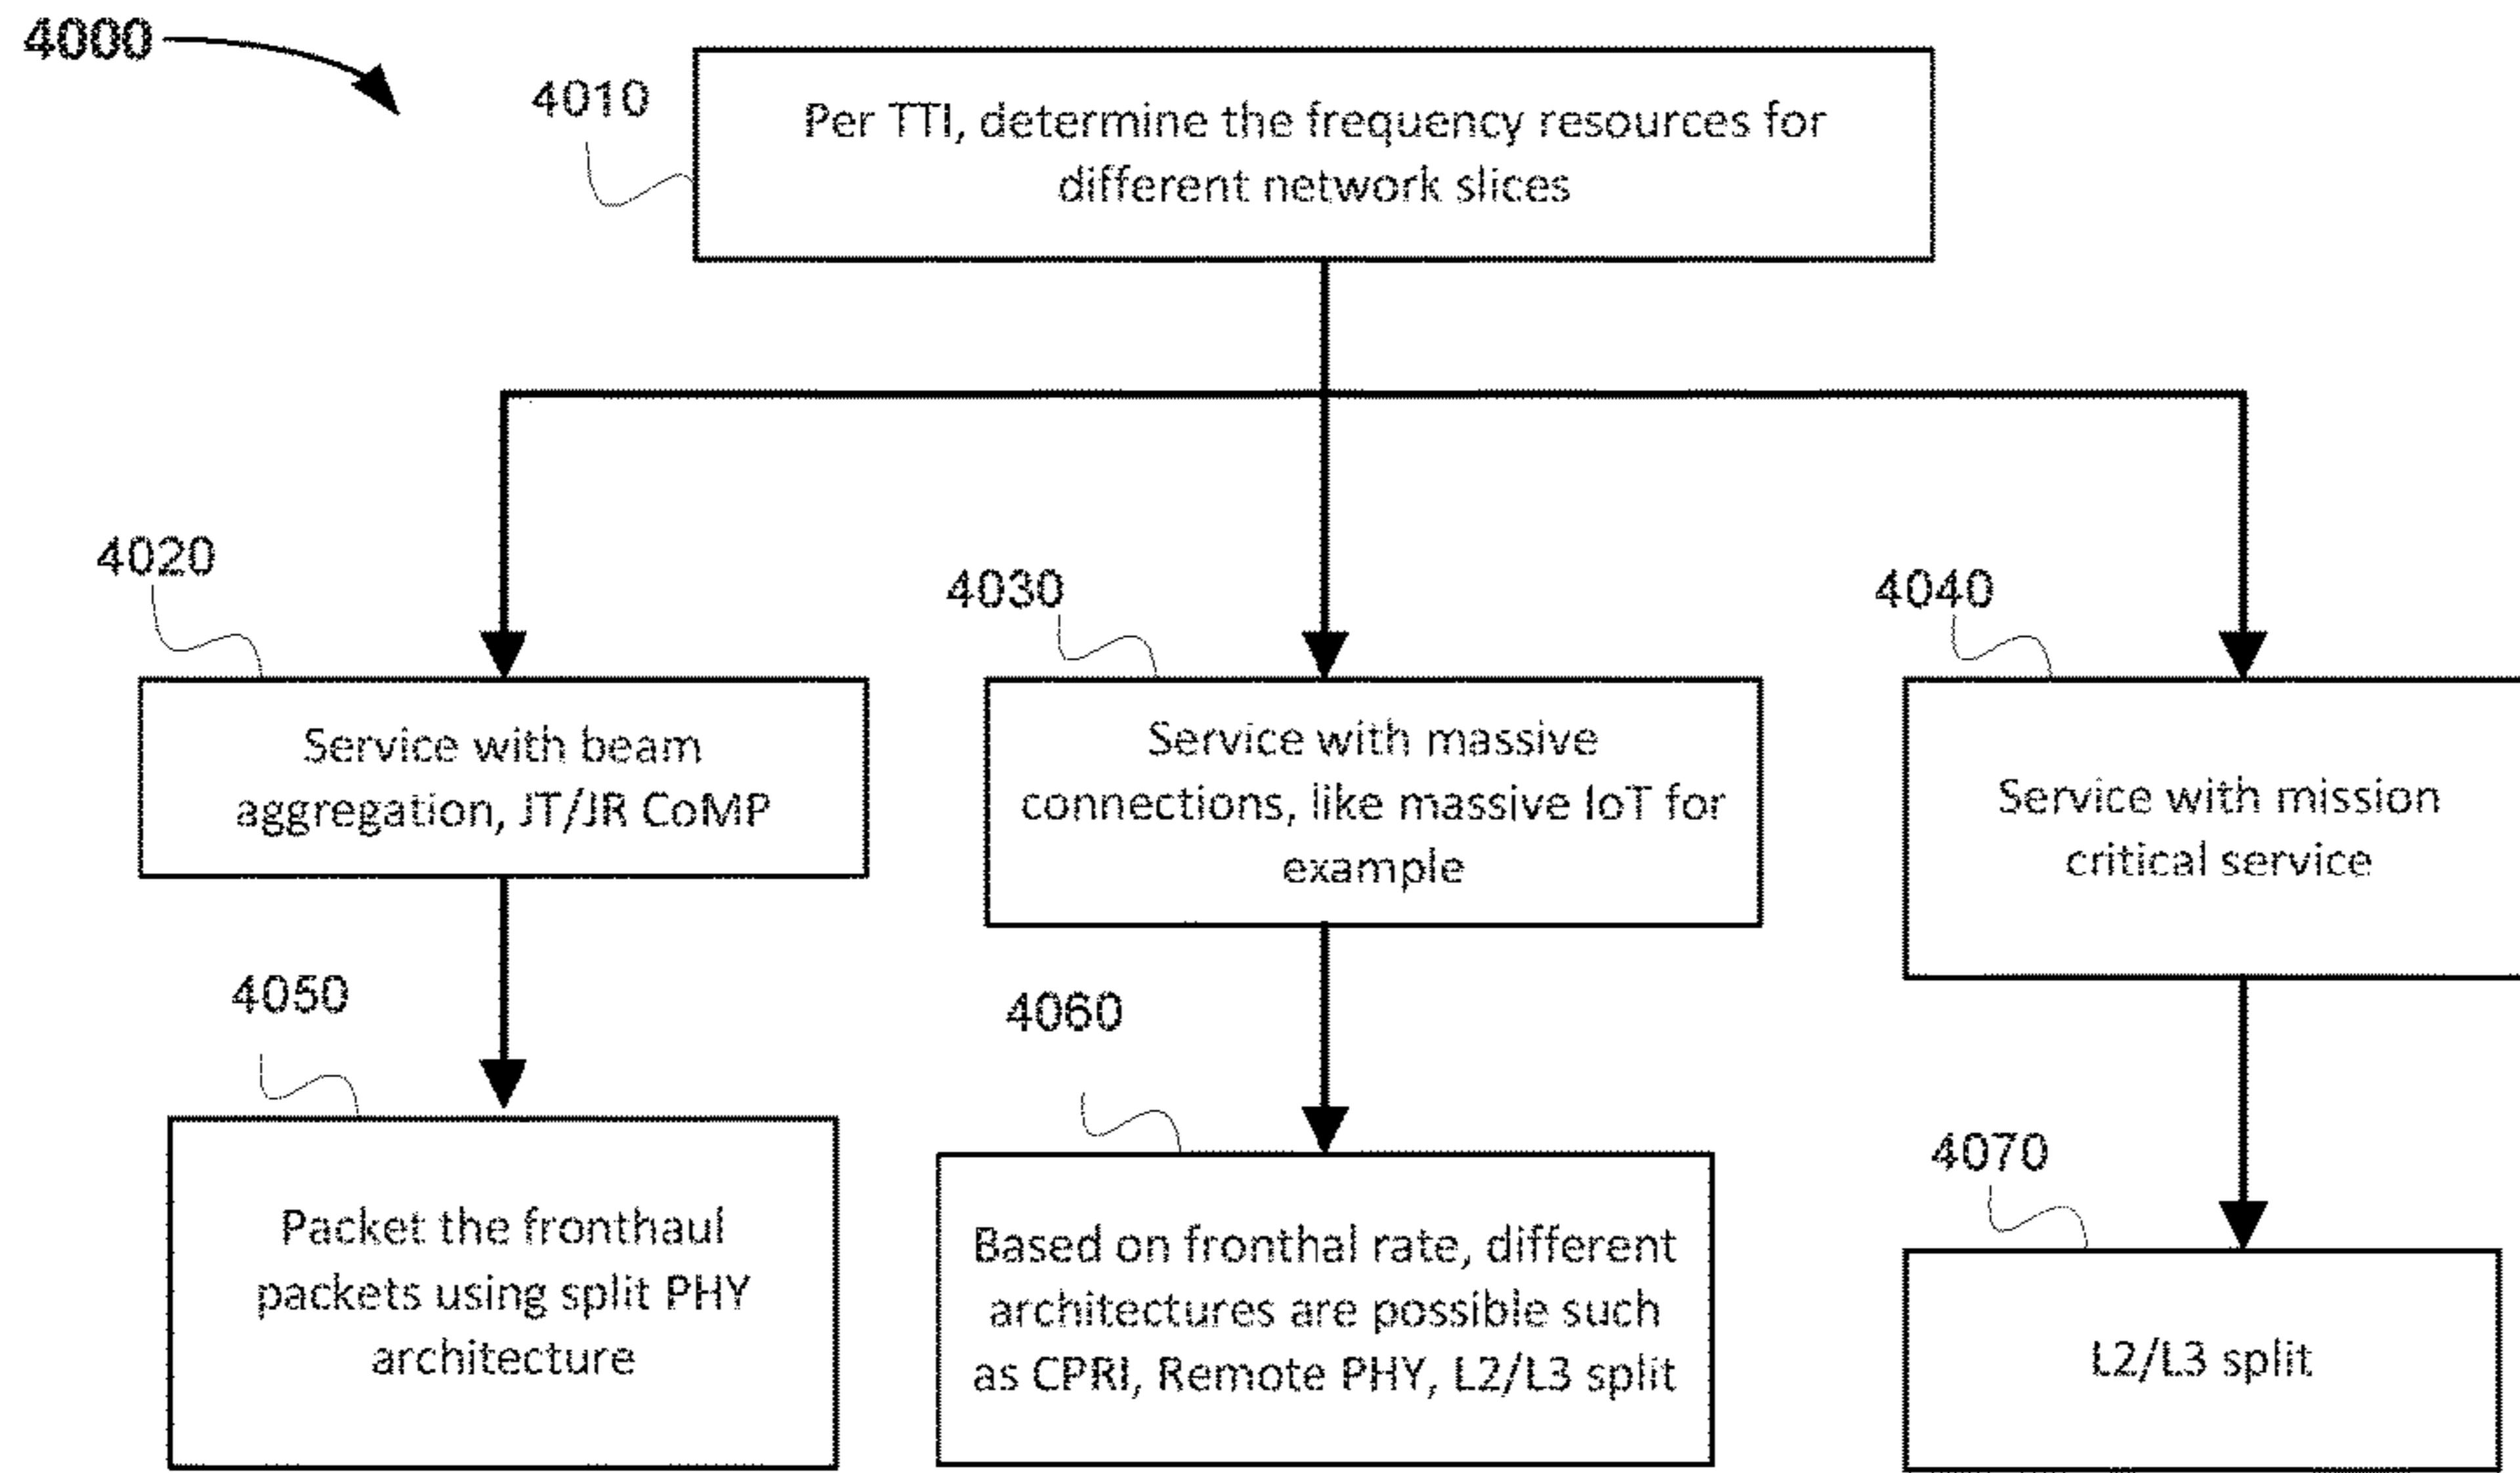 4000
4010
Per TTI, determine the frequency resources for
different network slices
4020
Service with beam
aggregation, JT/JR CoMP
4030
Service with massive
connections, like massive IoT for
example
4040
Service with mission
critical service
4050
Packet the fronthaul
packets using split PHY
architecture
4060
Based on fronthal rate, different
architectures are possible such
as CPRI, Remote PHY, L2/L3 split
4070
L2/L3 split